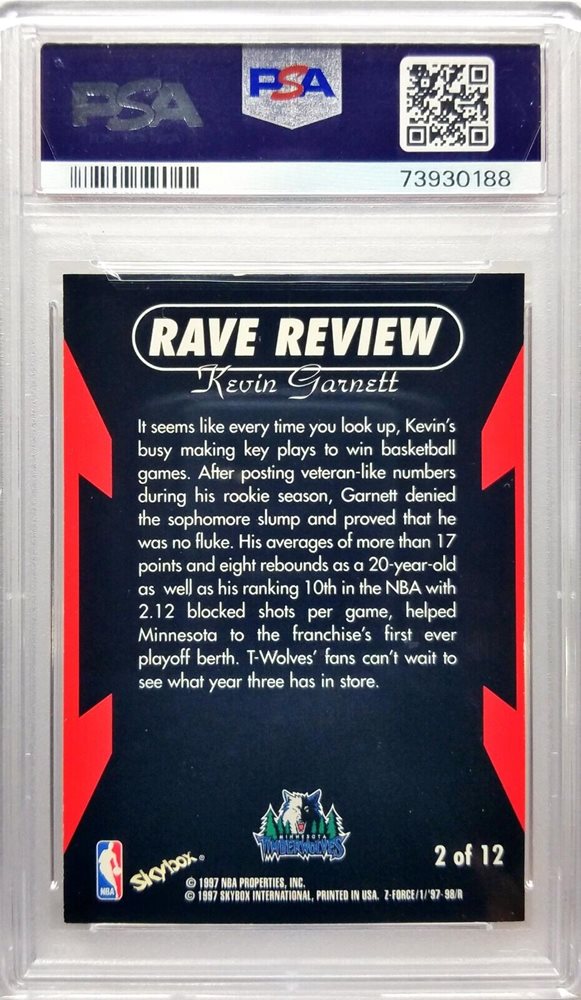 PSA
PSA
73930188
RAVE REVIEW
Kevin Garnett
It seems like every time you look up, Kevin's
busy making key plays to win basketball
games. After posting veteran-like numbers
during his rookie season, Garnett denied
the sophomore slump and proved that he
was no fluke. His averages of more than 17
points and eight rebounds as a 20-year-old
as well as his ranking 10th in the NBA with
2.12 blocked shots per game, helped
Minnesota to the franchise's first ever
playoff berth. T-Wolves' fans can't wait to
see what year three has in store.
MINNESOTA
TIMBERWOLVES
2 of 12
NBA
Skybox®
© 1997 NBA PROPERTIES, INC.
© 1997 SKYBOX INTERNATIONAL, PRINTED IN USA. Z-FORCE/1/'97-98/R